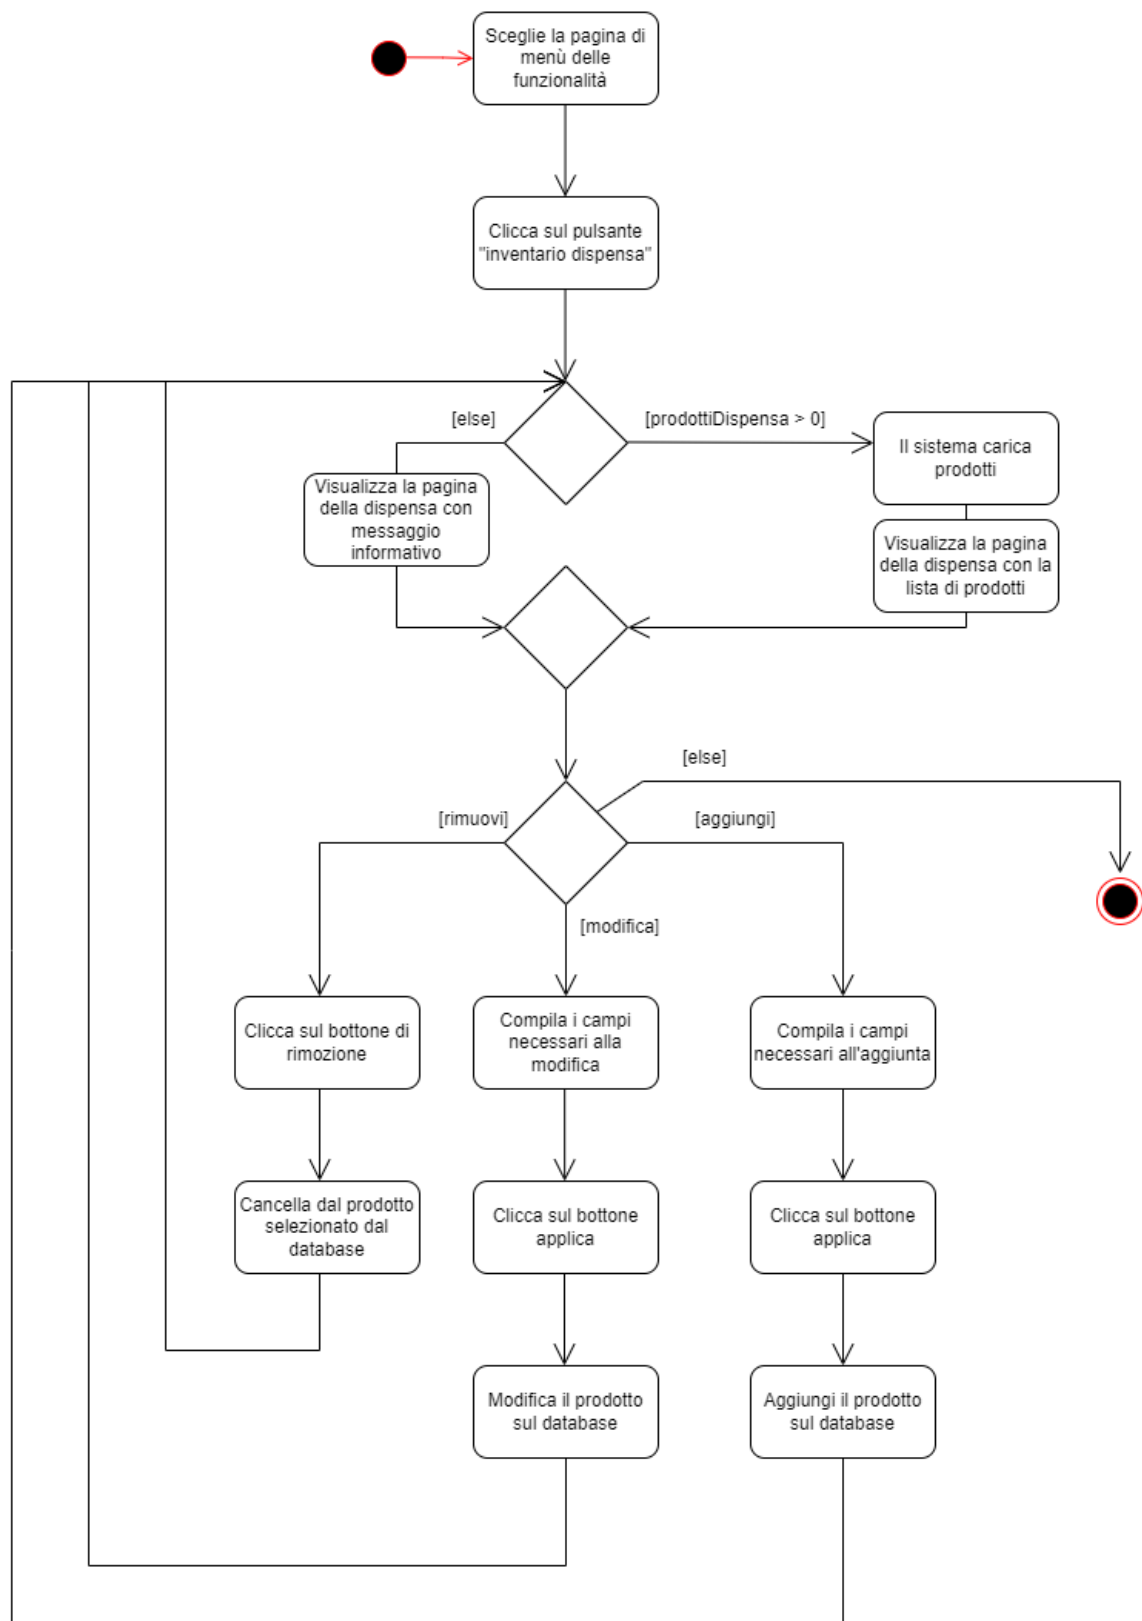 Sceglie la pagina di
menù delle
funzionalità
Clicca sul pulsante
"inventario dispensa"
[else]
[prodottiDispensa > 0]
Il sistema carica
prodotti
Visualizza la pagina
della dispensa con
messaggio
informativo
Visualizza la pagina
della dispensa con la
lista di prodotti
[else]
[rimuovi]
[aggiungi]
[modifica]
Clicca sul bottone di
rimozione
Compila i campi
necessari alla
modifica
Compila i campi
necessari all'aggiunta
Cancella dal prodotto
selezionato dal
database
Clicca sul bottone
applica
Clicca sul bottone
applica
Modifica il prodotto
sul database
Aggiungi il prodotto
sul database